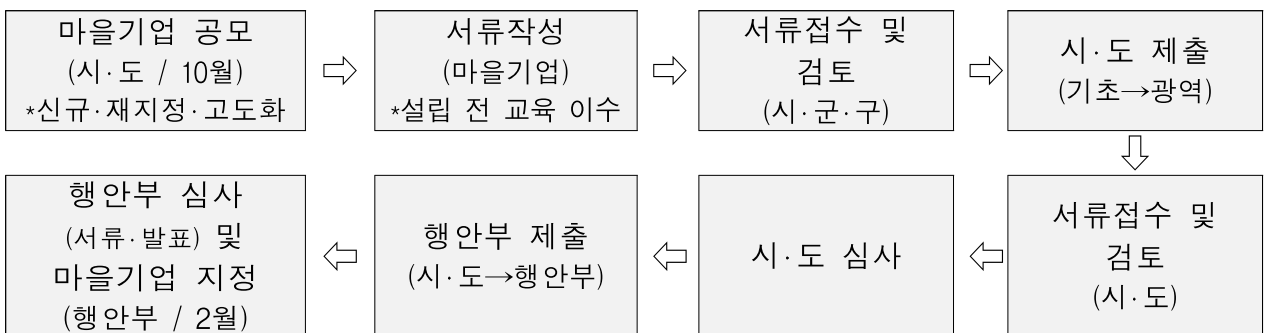 마을기업 공모
(시·도 / 10월)
*신규·재지정·고도화
서류작성
(마을기업)
*설립 전 교육 이수
서류접수 및
검토
(시·군·구)
시·도 제출
(기초→광역)
서류접수 및
검토
(시·도)
시·도 심사
행안부 제출
(시·도→행안부)
행안부 심사
(서류·발표) 및
마을기업 지정
(행안부 / 2월)